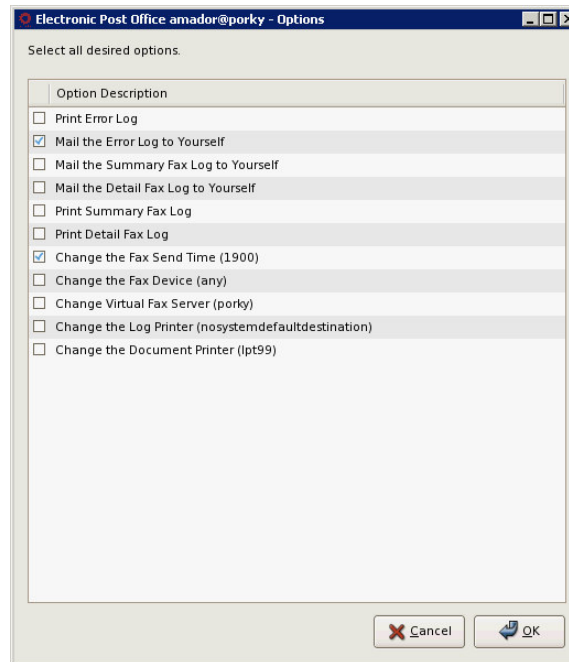 Electronic Post Office amador@porky - Options
Select all desired options.
Option Description
Print Error Log
Mail the Error Log to Yourself
Mail the Summary Fax Log to Yourself
Mail the Detail Fax Log to Yourself
Print Summary Fax Log
Print Detail Fax Log
Change the Fax Send Time (1900)
Change the Fax Device (any)
Change Virtual Fax Server (porky)
Change the Log Printer (nosystemdefaultdestination)
Change the Document Printer (lpt99)
Cancel OK